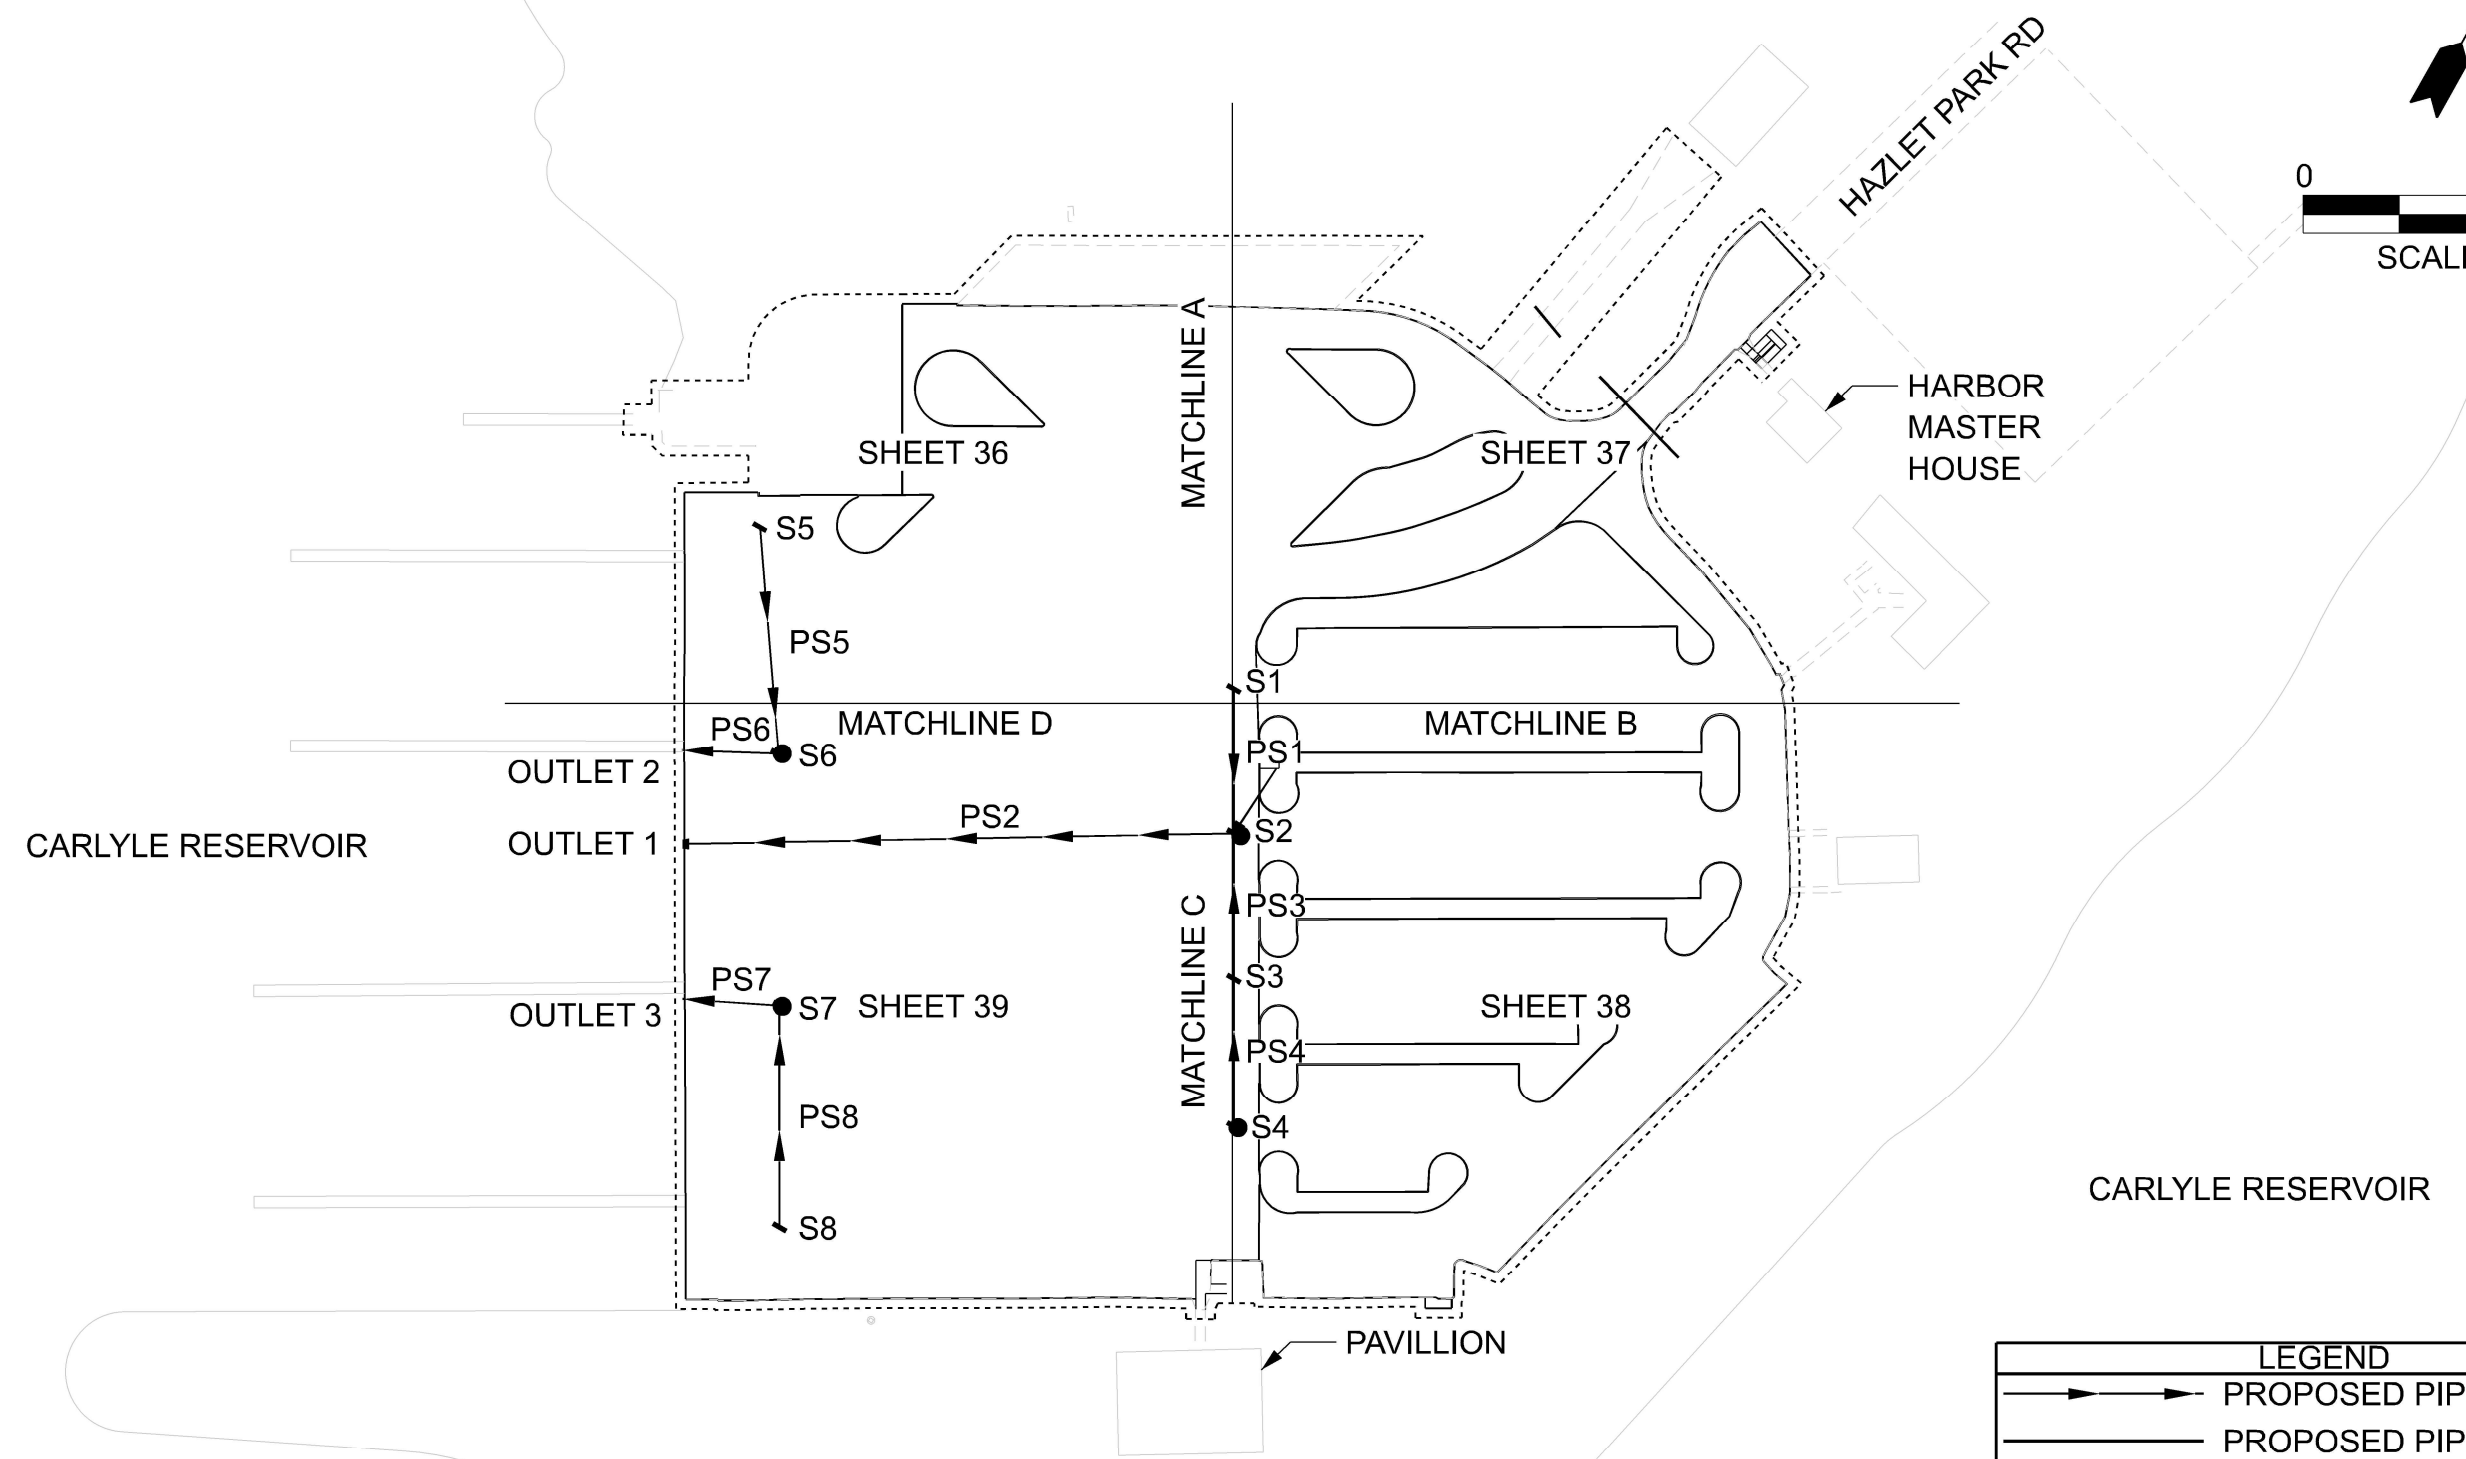 HAZLET PARK RD
0
SCAL
MATCHLINE A
HARBOR
MASTER
HOUSE
SHEET 36
SHEET 37
S5
PS5
S1
PS6
MATCHLINE D
MATCHLINE B
S6
PS1
OUTLET 2
PS2
S2
CARLYLE RESERVOIR
OUTLET 1
PS3
MATCHLINE C
PS7
S3
S7
SHEET 39
SHEET 38
OUTLET 3
PS4
PS8
S4
CARLYLE RESERVOIR
S8
PAVILLION
LEGEND
PROPOSED PIP
PROPOSED PIP